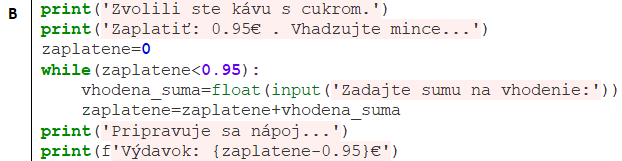 B
print('Zvolili ste kávu s cukrom.')
print('Zaplatiť: 0.95€ . Vhadzujte mince...')
zaplatene=0
while(zaplatene<0.95):
    vhodena_suma=float(input('Zadajte sumu na vhodenie:'))
    zaplatene=zaplatene+vhodena_suma
print('Pripravuje sa nápoj...')
print(f'Výdavok: {zaplatene-0.95}€')